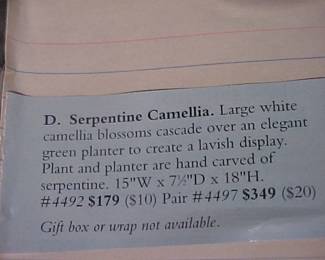 D. Serpentine Camellia. Large white
camellia blossoms cascade over an elegant
green planter to create a lavish display.
Plant and planter are hand carved of
serpentine. 15"W x 7½"D x 18"H.
#4492 $179 ($10) Pair #4497 $349 ($20)
Gift box or wrap not available.